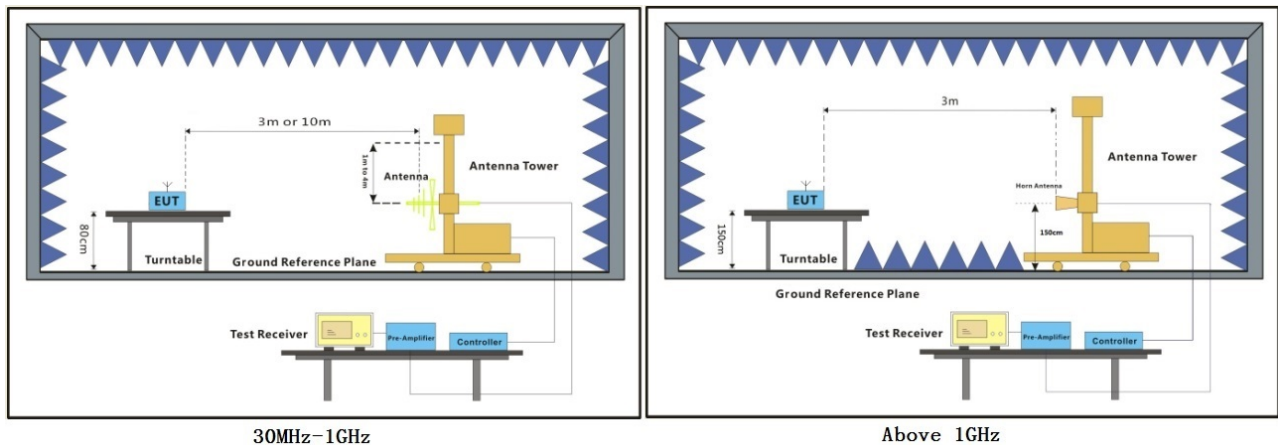 3m or 10m
1m to 4m
Antenna
Antenna Tower
EUT
80cm
Turntable
Ground Reference Plane
Test Receiver
Pre-Amplifier
Controller
30MHz-1GHz
3m
Antenna Tower
Horn Antenna
EUT
150cm
150cm
Turntable
Ground Reference Plane
Test Receiver
Pre-Amplifier
Controller
Above 1GHz